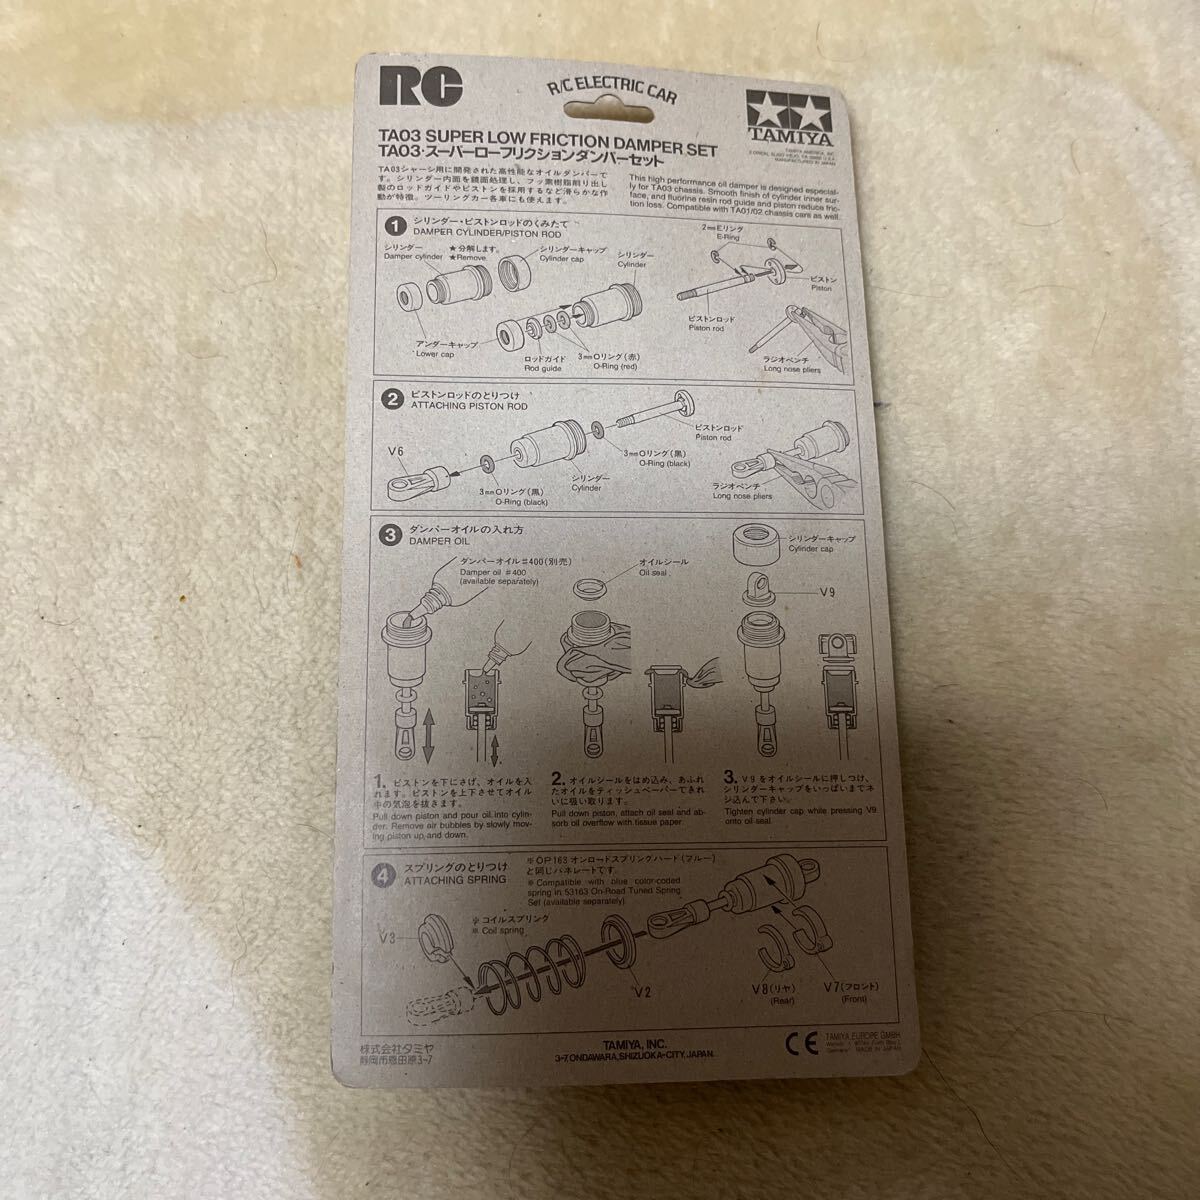 RC
R/C ELECTRIC CAR
TAMIYA
TA03 SUPER LOW FRICTION DAMPER SET
TA03・スーパーローフリクションダンパーセット
TAMIYA AMERICA, INC.
MANUFACTURED IN JAPAN
TA03シャーシ用に開発された高性能なオイルダンパーで
す。シリンダー内面を鏡面処理し、フッ素樹脂削り出し
製のロッドガイドやピストンを採用するなど滑らかな作
動が特徴。ツーリングカー各車にも使えます。
This high performance oil damper is designed especial-
ly for TA03 chassis. Smooth finish of cylinder inner sur-
face, and fluorine resin rod guide and piston reduce fric-
tion loss. Compatible with TA01/02 chassis cars as well.
1 シリンダー・ピストンロッドのくみたて
DAMPER CYLINDER/PISTON ROD
シリンダー
Damper cylinder
★分解します。
★Remove.
シリンダーキャップ
Cylinder cap
シリンダー
Cylinder
2mmEリング
E-Ring
ピストン
Piston
ピストンロッド
Piston rod
アンダーキャップ
Lower cap
ロッドガイド
Rod guide
3mmOリング(赤)
O-Ring (red)
ラジオペンチ
Long nose pliers
2 ピストンロッドのとりつけ
ATTACHING PISTON ROD
V6
3mmOリング(黒)
O-Ring (black)
シリンダー
Cylinder
3mmOリング(黒)
O-Ring (black)
ピストンロッド
Piston rod
ラジオペンチ
Long nose pliers
3 ダンパーオイルの入れ方
DAMPER OIL
ダンパーオイル#400(別売)
Damper oil #400
(available separately)
オイルシール
Oil seal
シリンダーキャップ
Cylinder cap
V9
1. ピストンを下にさげ、オイルを入
れます。ピストンを上下させてオイル
中の気泡を抜きます。
Pull down piston and pour oil into cylin-
der. Remove air bubbles by slowly mov-
ing piston up and down.
2. オイルシールをはめ込み、あふれ
たオイルをティッシュペーパーできれ
いに吸い取ります。
Pull down piston, attach oil seal and ab-
sorb oil overflow with tissue paper.
3. V9をオイルシールに押しつけ、
シリンダーキャップをいっぱいまでネ
ジ込んで下さい。
Tighten cylinder cap while pressing V9
onto oil seal.
4 スプリングのとりつけ
ATTACHING SPRING
※OP163オンロードスプリングハード(ブルー)
と同じバネレートです。
※Compatible with blue color-coded
spring in 53163 On-Road Tuned Spring
Set (available separately)
V3
※コイルスプリング
※ Coil spring
V2
V8(リヤ)
(Rear)
V7(フロント)
(Front)
株式会社タミヤ
静岡市恩田原3-7
TAMIYA, INC.
3-7, ONDAWARA, SHIZUOKA-CITY, JAPAN.
CE
TAMIYA EUROPE GMBH
Germany MADE IN JAPAN